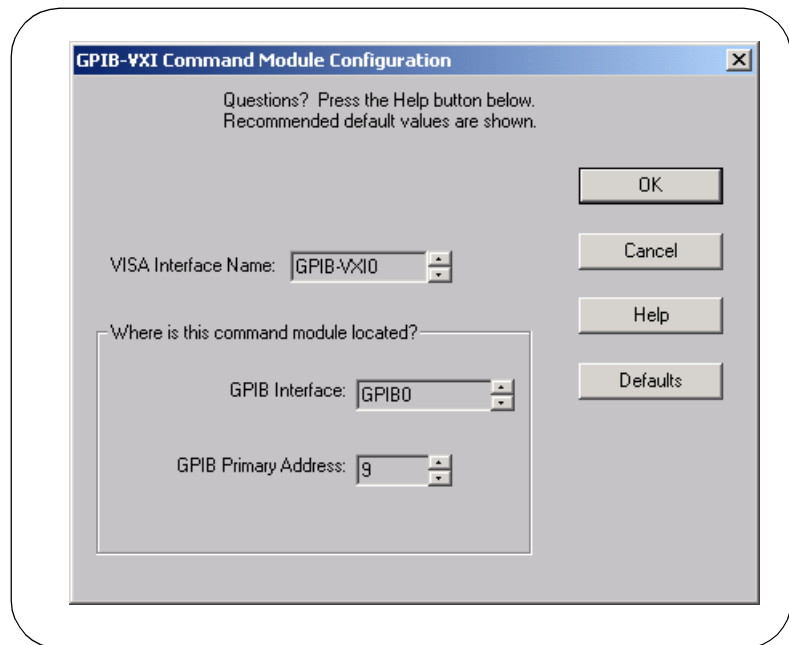 GPIB-VXI Command Module Configuration
Questions? Press the Help button below.
Recommended default values are shown.
OK
VISA Interface Name: GPIB-VXI0
Cancel
Help
Where is this command module located?
GPIB Interface: GPIB0
Defaults
GPIB Primary Address: 9